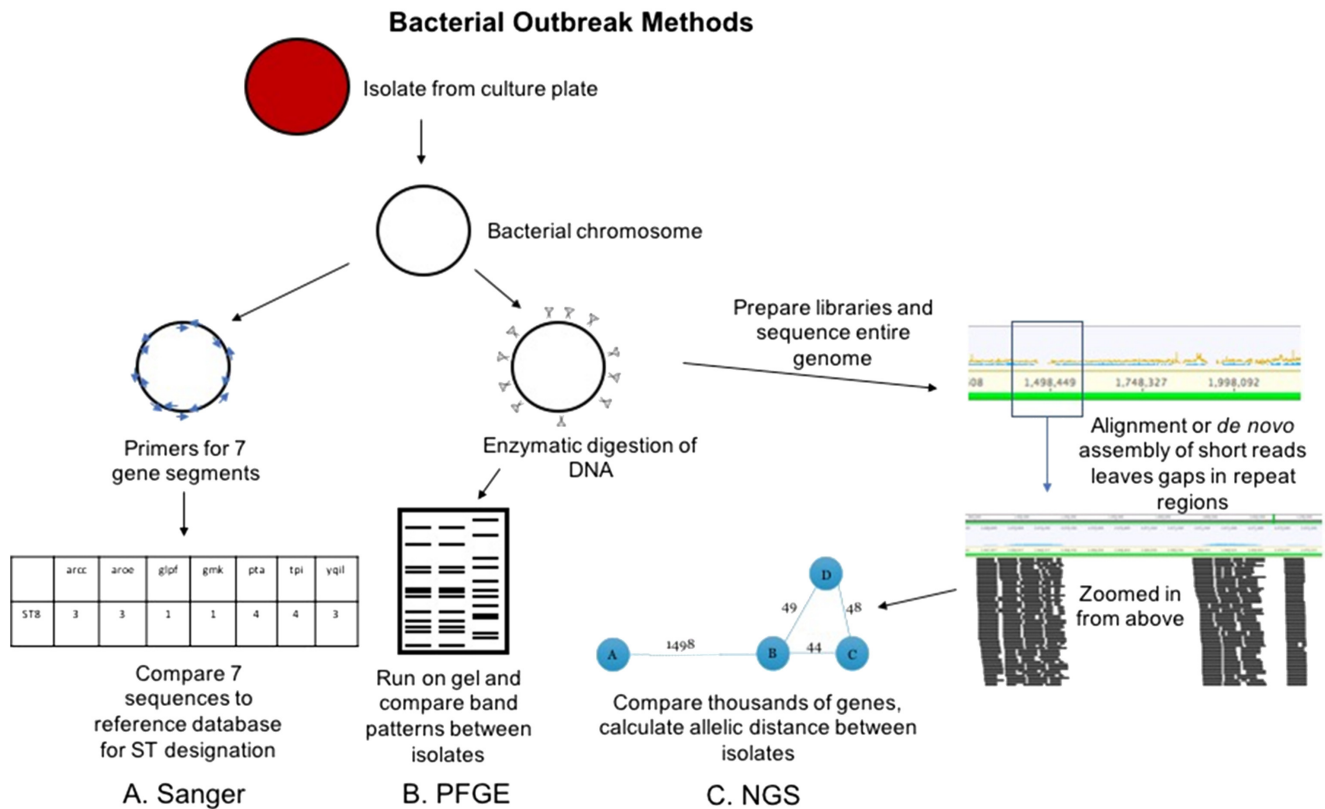 Bacterial Outbreak Methods
Isolate from culture plate
Bacterial chromosome
Primers for 7
gene segments
arcc aroe glpf gmk pta tpi yqil
ST8 3 3 1 1 4 4 3
Compare 7
sequences to
reference database
for ST designation
A. Sanger
Enzymatic digestion of
DNA
Run on gel and
compare band
patterns between
isolates
B. PFGE
Prepare libraries and
sequence entire
genome
508 1,498,449 1,748,327 1,998,092
Alignment or de novo
assembly of short reads
leaves gaps in repeat
regions
Zoomed in
from above
D
49 48
A 1498 B 44 C
Compare thousands of genes,
calculate allelic distance between
isolates
C. NGS